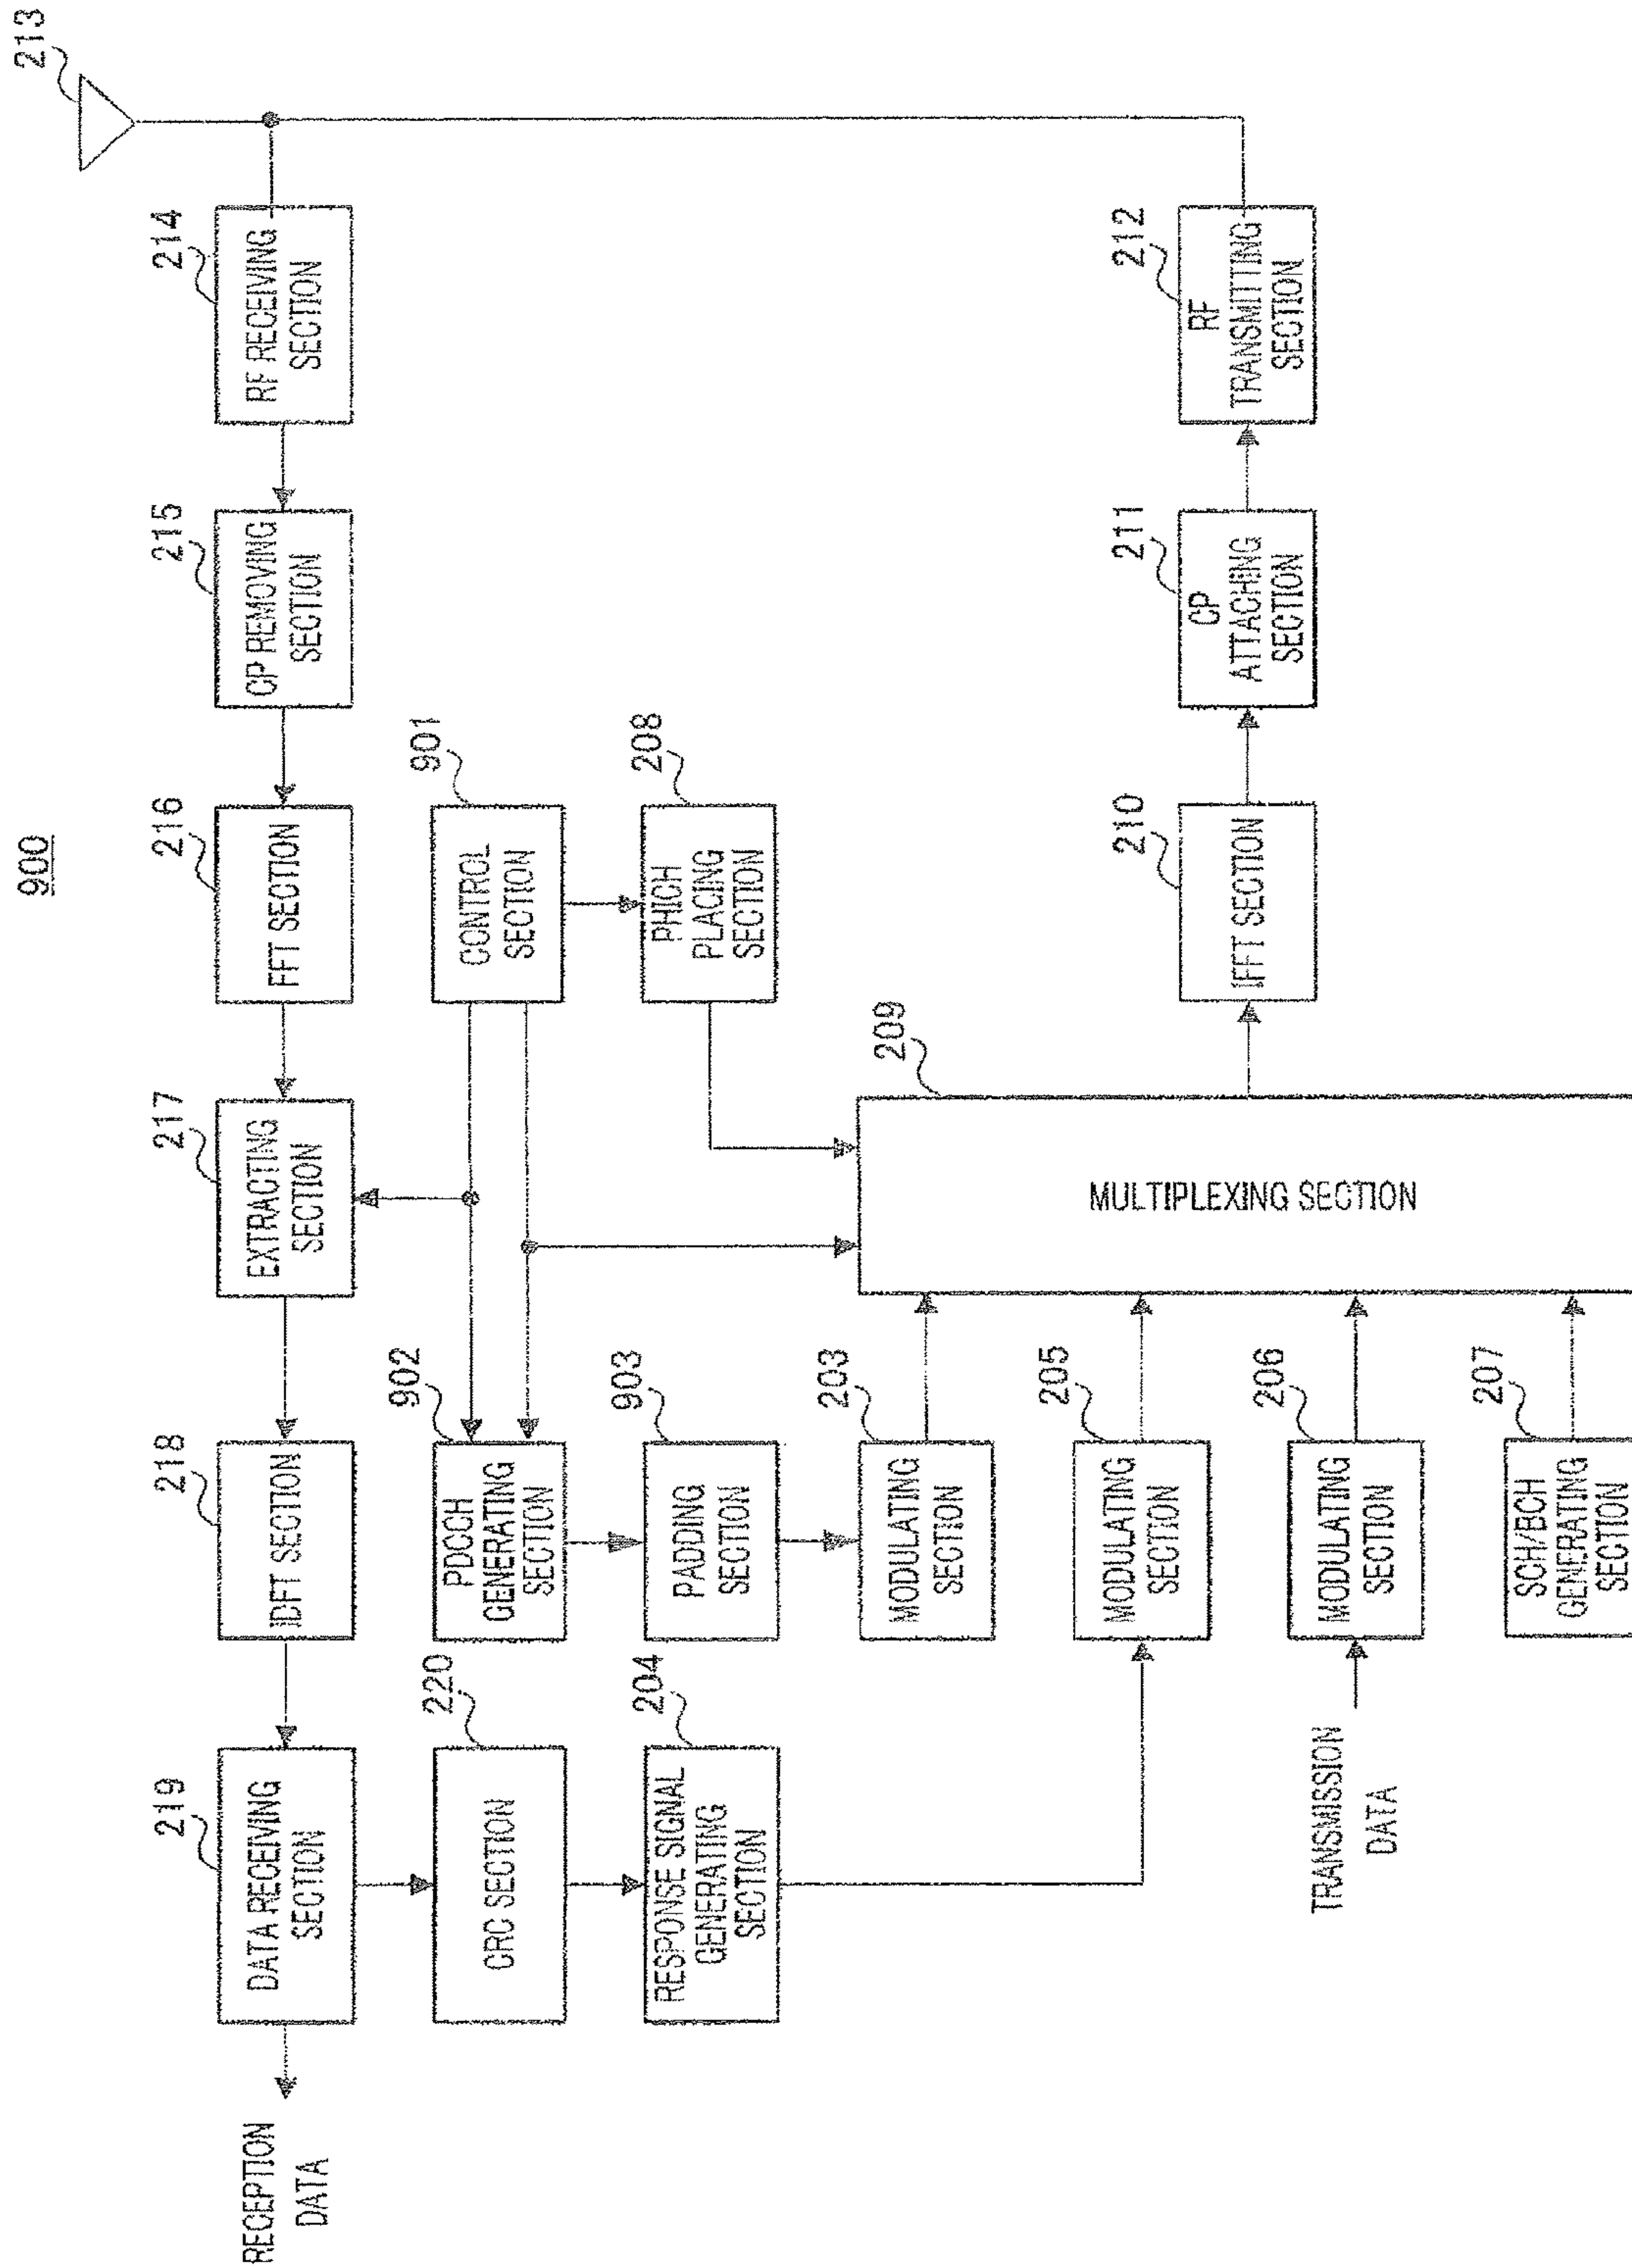 900
213
219
DATA RECEIVING
SECTION
218
IDFT SECTION
217
EXTRACTING
SECTION
216
FFT SECTION
215
CP REMOVING
SECTION
214
RF RECEIVING
SECTION
RECEPTION
DATA
220
CRC SECTION
902
PDCCH
GENERATING
SECTION
901
CONTROL
SECTION
204
RESPONSE SIGNAL
GENERATING
SECTION
903
PADDING
SECTION
208
PHICH
PLACING
SECTION
203
MODULATING
SECTION
209
MULTIPLEXING SECTION
205
MODULATING
SECTION
210
IFFT SECTION
211
CP
ATTACHING
SECTION
212
RF
TRANSMITTING
SECTION
TRANSMISSION
DATA
206
MODULATING
SECTION
207
SCH/BCH
GENERATING
SECTION